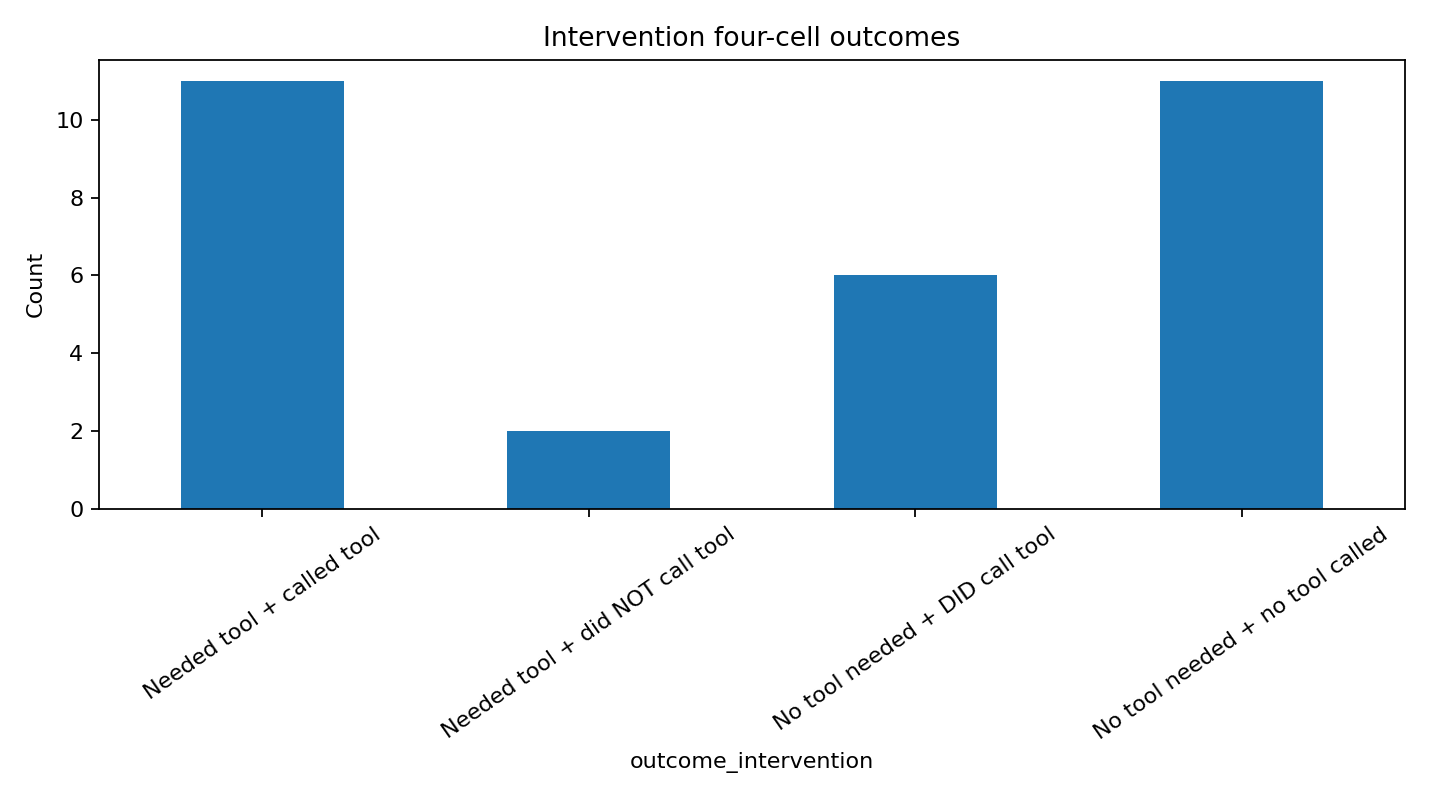 Intervention four-cell outcomes
Count
10
8
6
4
2
0
Needed tool + called tool
Needed tool + did NOT call tool
No tool needed + DID call tool
No tool needed + no tool called
outcome_intervention